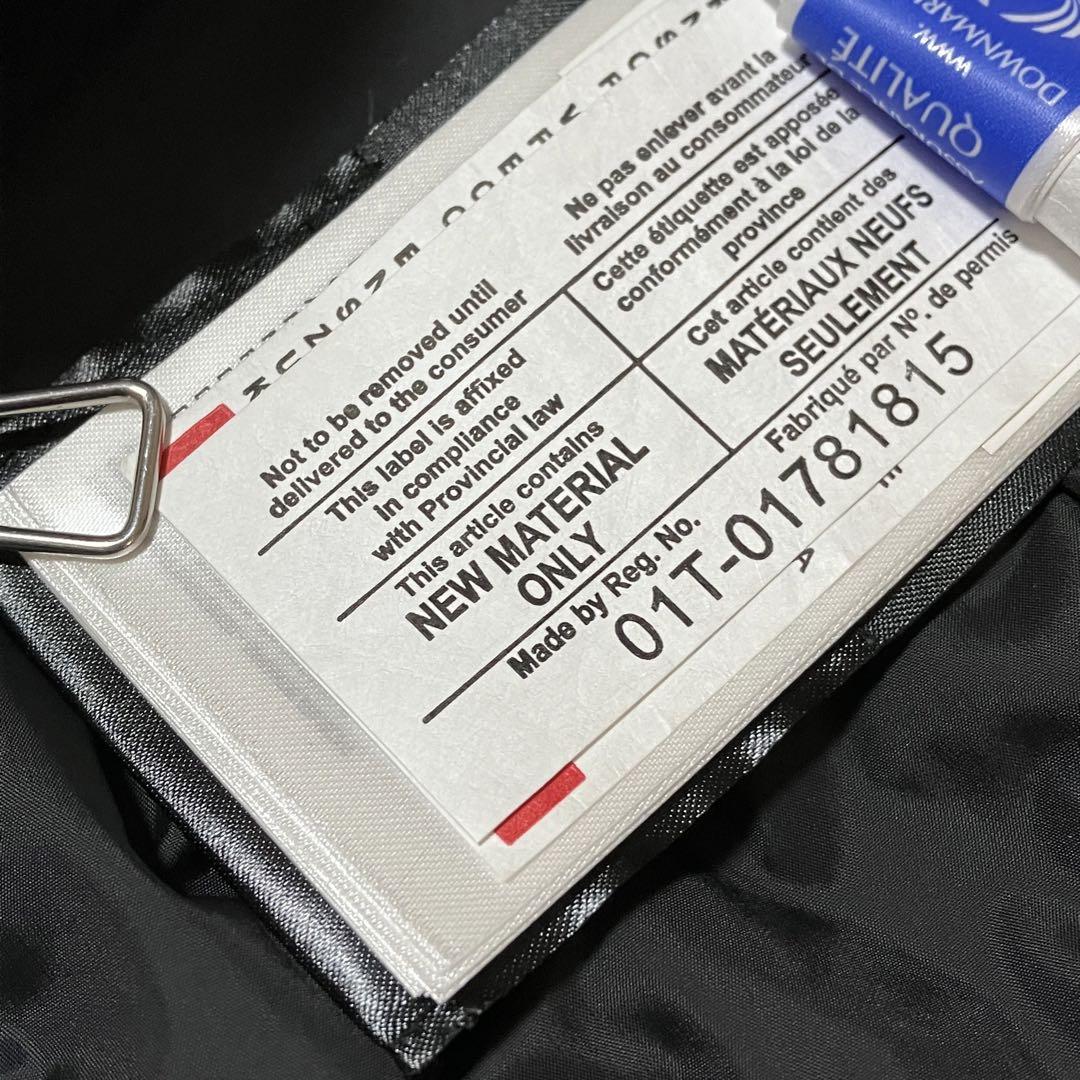 Not to be removed until
delivered to the consumer
This label is affixed
in compliance
with Provincial law
This article contains
NEW MATERIAL
ONLY
Made by Reg. No.
Ne pas enlever avant la
livraison au consommateur
Cette étiquette est apposée
conformément à la loi de la
province
Cet article contient des
MATÉRIAUX NEUFS
SEULEMENT
Fabriqué par No. de permis
01T-01781815
QUALITÉ
www.